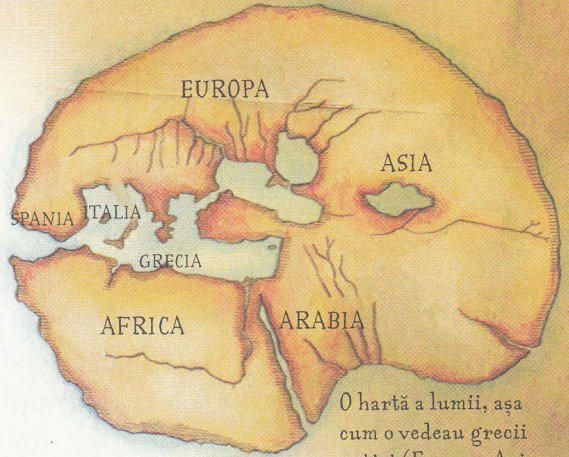 EUROPA
ASIA
SPANIA
ITALIA
GRECIA
AFRICA
ARABIA
O hartă a lumii, așa
cum o vedeau grecii